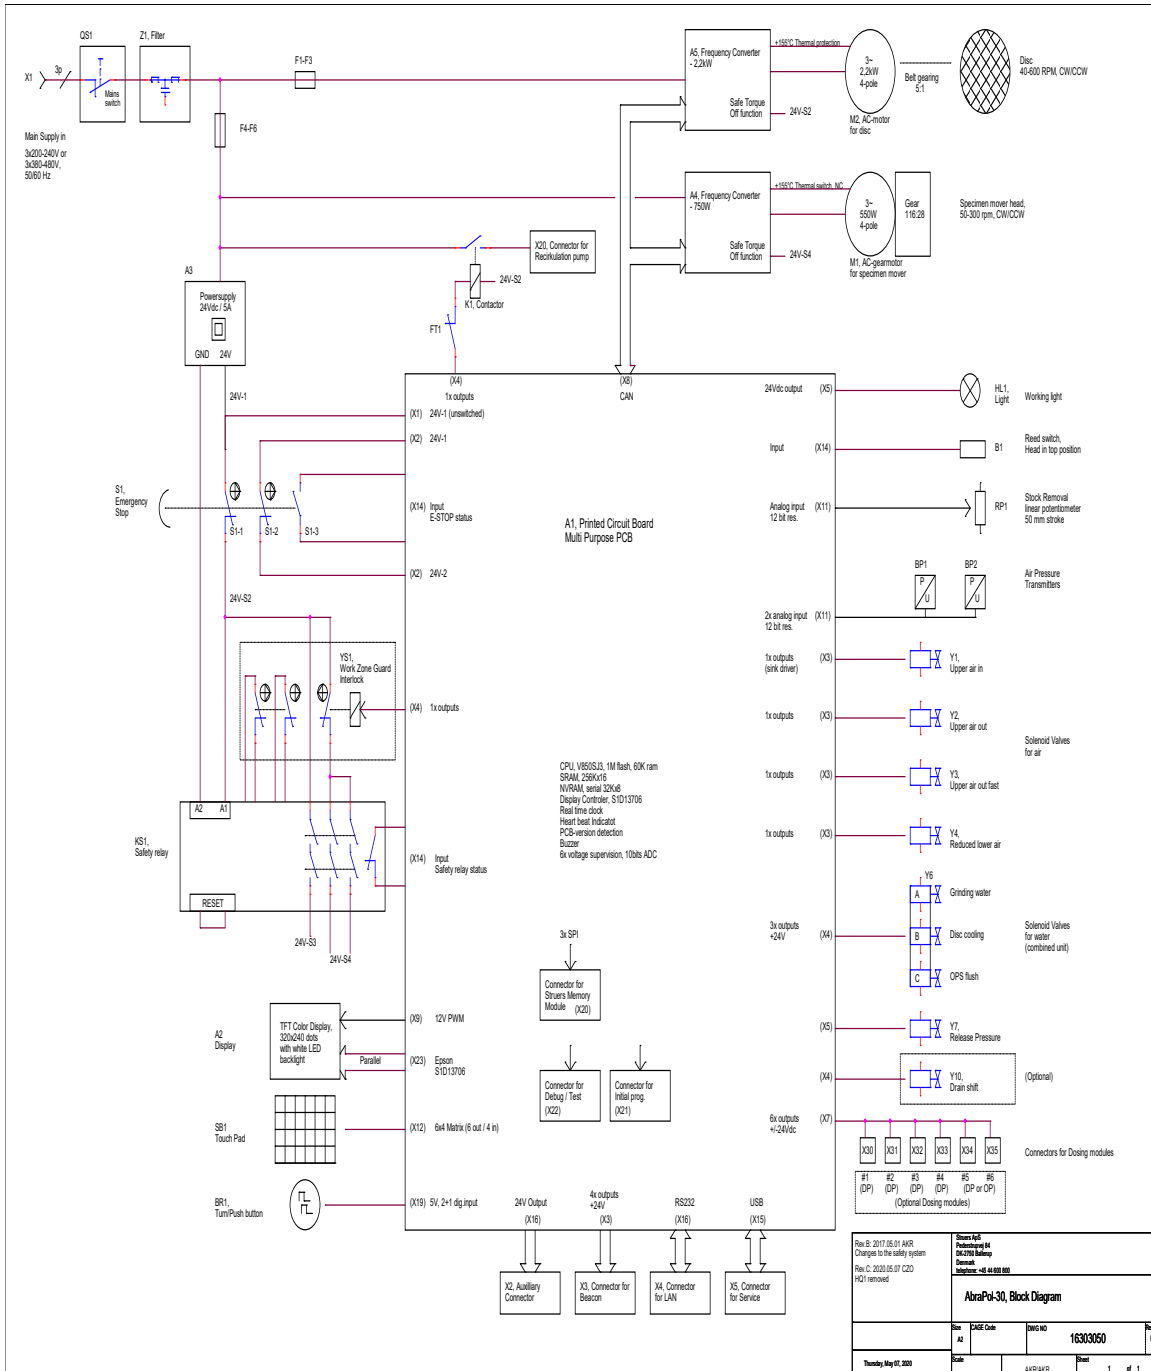 QS1
Z1, Filter
X1
3p
Mains
switch
F1-F3
F4-F6
Main Supply in
3x200-240V or
3x380-480V,
50/60 Hz
A5, Frequency Converter
- 2,2kW
Safe Torque
Off function
24V-S2
+155°C Thermal protection
3~
2,2kW
4-pole
M2, AC-motor
for disc
Belt gearing
5:1
Disc
40-600 RPM, CW/CCW
A4, Frequency Converter
- 750W
Safe Torque
Off function
24V-S4
+155°C Thermal switch, NC
3~
550W
4-pole
Gear
116:28
M1, AC-gearmotor
for specimen mover
Specimen mover head,
50-300 rpm, CW/CCW
X20, Connector for
Recirkulation pump
24V-S2
K1, Contactor
FT1
A3
Powersupply
24Vdc / 5A
GND
24V
24V-1
(X4)
1x outputs
(X8)
CAN
(X1) 24V-1 (unswitched)
(X2) 24V-1
(X14) Input
E-STOP status
(X2) 24V-2
S1,
Emergency
Stop
S1-1
S1-2
S1-3
24V-S2
A1, Printed Circuit Board
Multi Purpose PCB
24Vdc output (X5)
HL1,
Light
Working light
Input (X14)
B1
Reed switch,
Head in top position
Analog input (X11)
12 bit res.
RP1
Stock Removal
linear potentiometer
50 mm stroke
BP1
BP2
P
U
P
U
Air Pressure
Transmitters
2x analog input (X11)
12 bit res.
1x outputs (X3)
(sink driver)
Y1,
Upper air in
1x outputs (X3)
Y2,
Upper air out
Solenoid Valves
for air
1x outputs (X3)
Y3,
Upper air out fast
1x outputs (X3)
Y4,
Reduced lower air
YS1,
Work Zone Guard
Interlock
(X4) 1x outputs
CPU, V850SJ3, 1M flash, 60K ram
SRAM, 256Kx16
NVRAM, serial 32Kx8
Display Controler, S1D13706
Real time clock
Heart beat Indicatot
PCB-version detection
Buzzer
6x voltage supervision, 10bits ADC
A2
A1
KS1,
Safety relay
RESET
(X14) Input
Safety relay status
24V-S3
24V-S4
Y6
A
Grinding water
B
Disc cooling
C
OPS flush
3x outputs (X4)
+24V
Solenoid Valves
for water
(combined unit)
3x SPI
Connector for
Struers Memory
Module (X20)
Connector for
Debug / Test
(X22)
Connector for
Initial prog.
(X21)
(X5)
Y7,
Release Pressure
(X4)
Y10,
Drain shift
(Optional)
6x outputs (X7)
+/-24Vdc
X30
X31
X32
X33
X34
X35
Connectors for Dosing modules
#1 #2 #3 #4 #5 #6
(DP) (DP) (DP) (DP) (DP or OP)
(Optional Dosing modules)
A2
Display
TFT Color Display,
320x240 dots
with white LED
backlight
Parallel
(X9) 12V PWM
(X23) Epson
S1D13706
SB1
Touch Pad
(X12) 6x4 Matrix (6 out / 4 in)
BR1,
Turn/Push button
(X19) 5V, 2+1 dig.input
24V Output
(X16)
4x outputs
+24V
(X3)
RS232
(X16)
USB
(X15)
X2, Auxilliary
Connector
X3, Connector for
Beacon
X4, Connector
for LAN
X5, Connector
for Service
Rev.B: 2017.05.01 AKR
Changes to the safety system
Rev.C: 2020.05.07 CZO
HQ1 removed
Struers ApS
Pederstrupvej 84
DK-2750 Ballerup
Denmark
telephone: +45 44 600 800
AbraPol-30, Block Diagram
Size
A2
CAGE Code
DWG NO
16303050
Thursday, May 07, 2020
Scale
AKR/AKR
Sheet
1 of 1